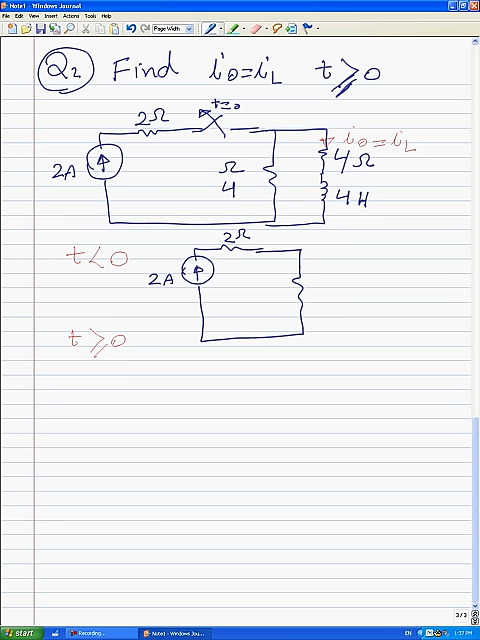 Note1 - Windows Journal
File Edit View Insert Actions Tools Help
Page Width
Q2 Find io=iL t≥0
t=0
2Ω
io=iL
2A
Ω
4
4Ω
4H
t<0
2Ω
2A
t≥0
3/3
start
Recording...
Note1 - Windows Jou...
EN
1:37 PM